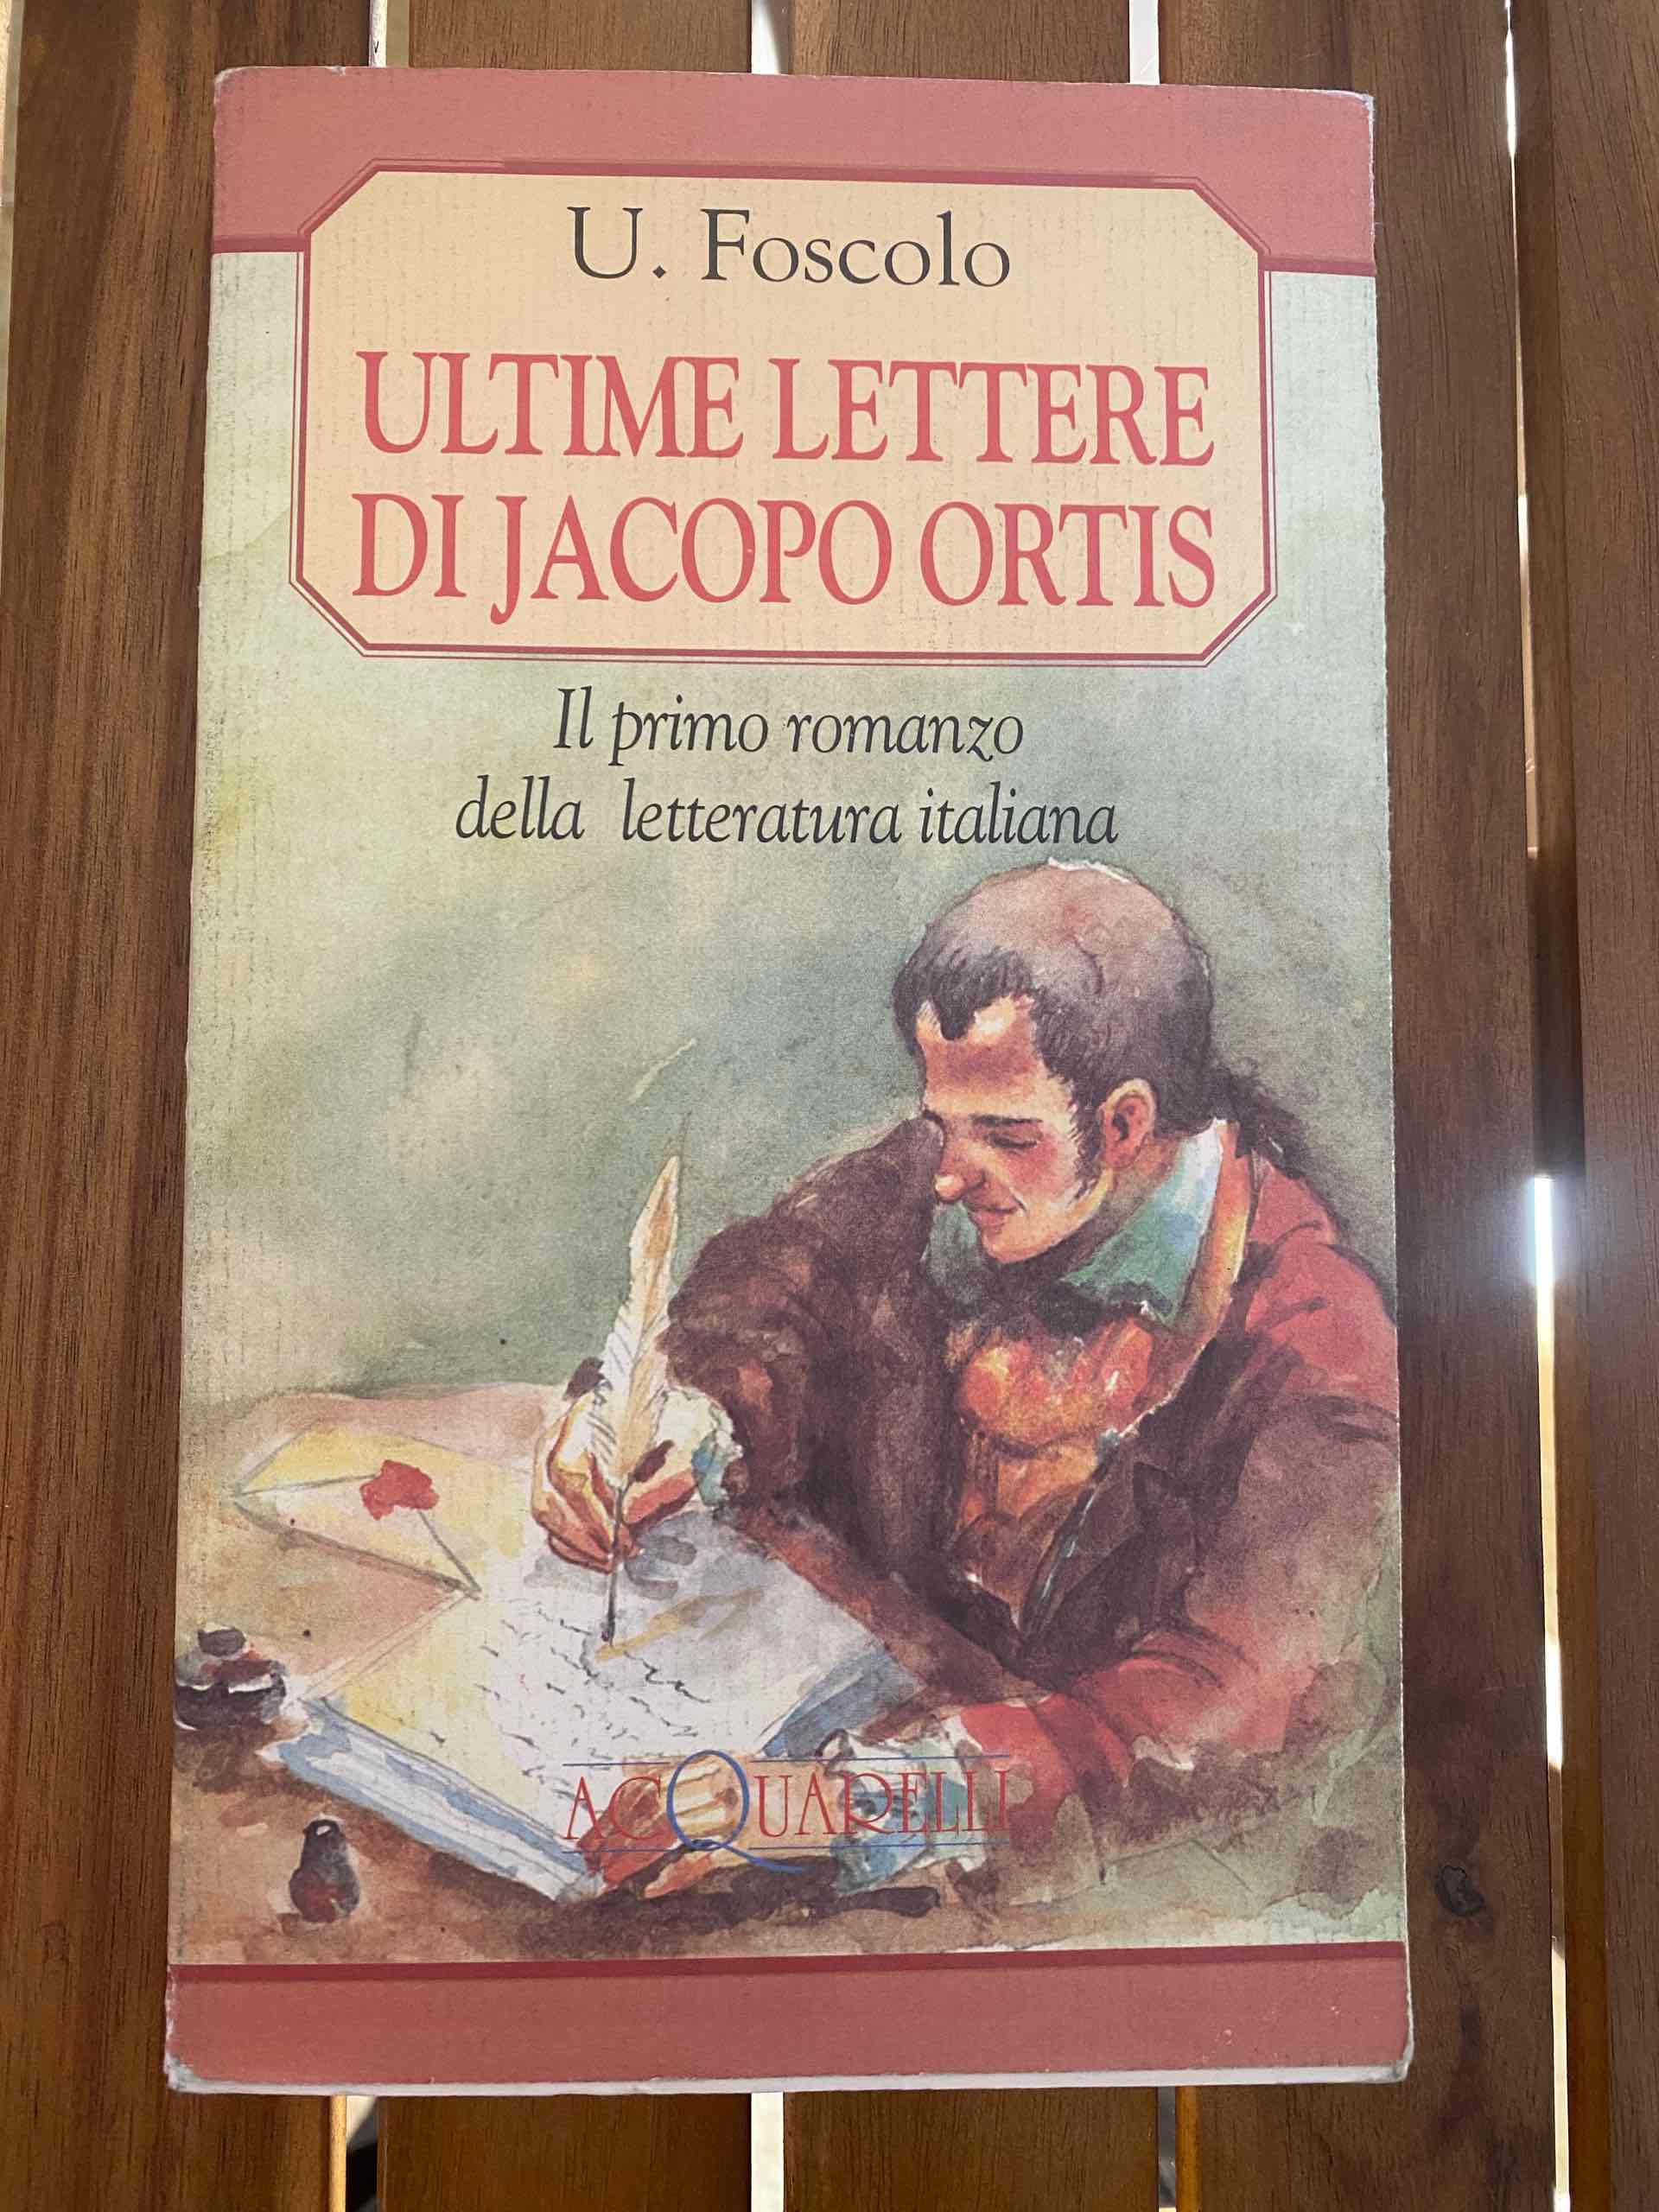 U. Foscolo
ULTIME LETTERE
DI JACOPO ORTIS
Il primo romanzo
della letteratura italiana
ACQUARELLI